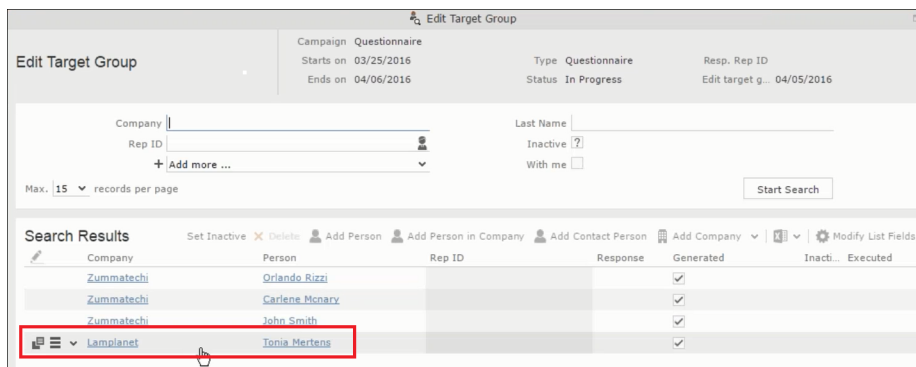 Edit Target Group
Edit Target Group
Campaign Questionnaire
Starts on 03/25/2016 Type Questionnaire Resp. Rep ID
Ends on 04/06/2016 Status In Progress Edit target g... 04/05/2016
Company Last Name
Rep ID Inactive ?
+ Add more ... With me
Max. 15 records per page Start Search
Search Results Set Inactive Delete Add Person Add Person in Company Add Contact Person Add Company Modify List Fields
Company Person Rep ID Response Generated Inacti... Executed
Zummatechi Orlando Rizzi
Zummatechi Carlene Mcnary
Zummatechi John Smith
Lamplanet Tonia Mertens